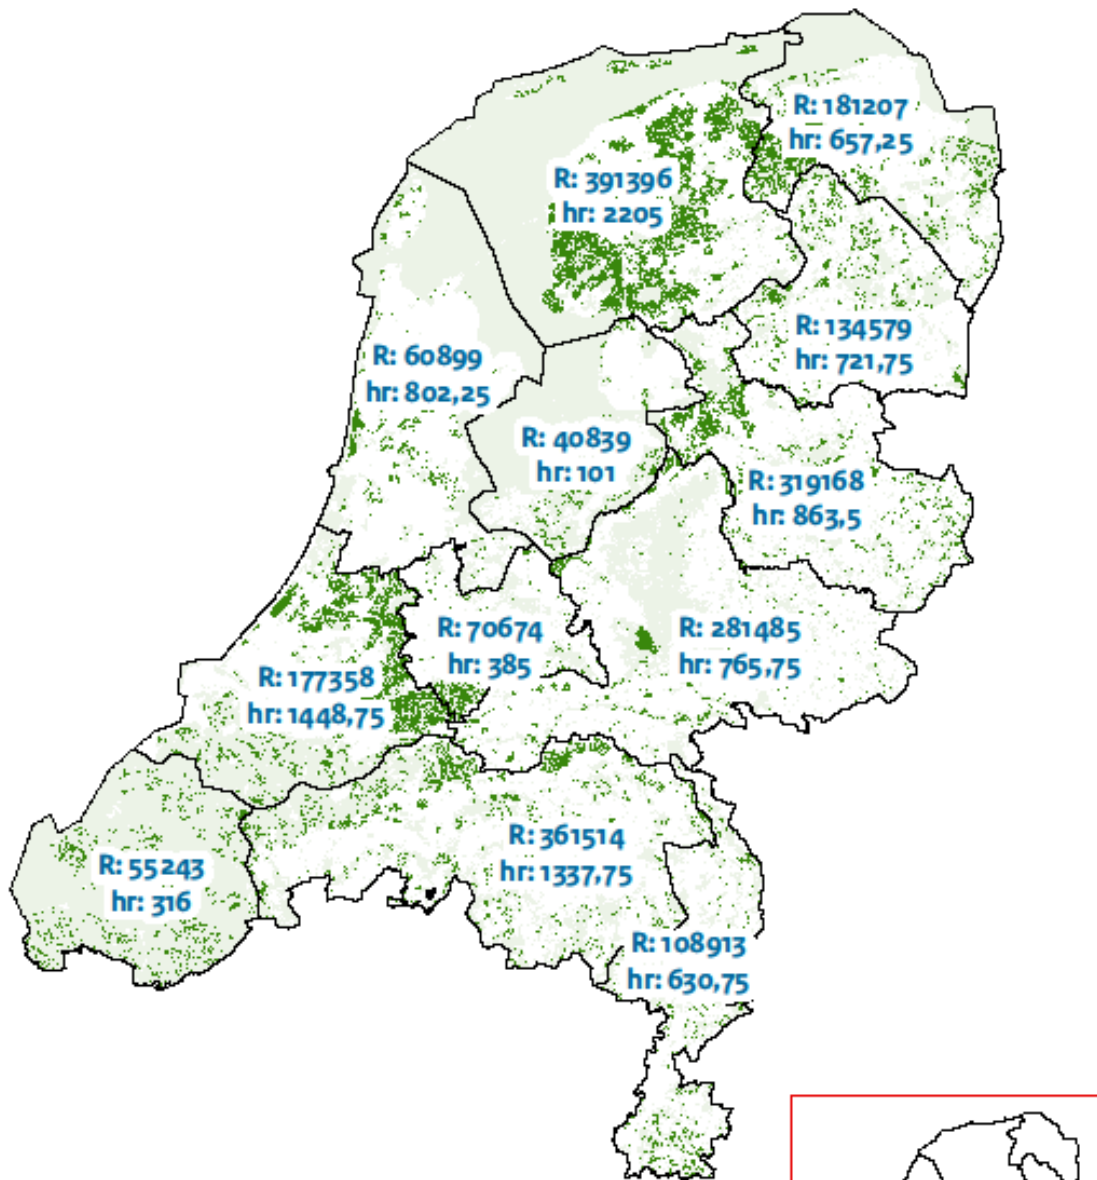 R: 181207
hr: 657,25
R: 391396
hr: 2205
R: 134579
hr: 721,75
R: 60899
hr: 802,25
R: 40839
hr: 101
R: 319168
hr: 863,5
R: 70674
hr: 385
R: 281485
hr: 765,75
R: 177358
hr: 1448,75
R: 361514
hr: 1337,75
R: 55243
hr: 316
R: 108913
hr: 630,75